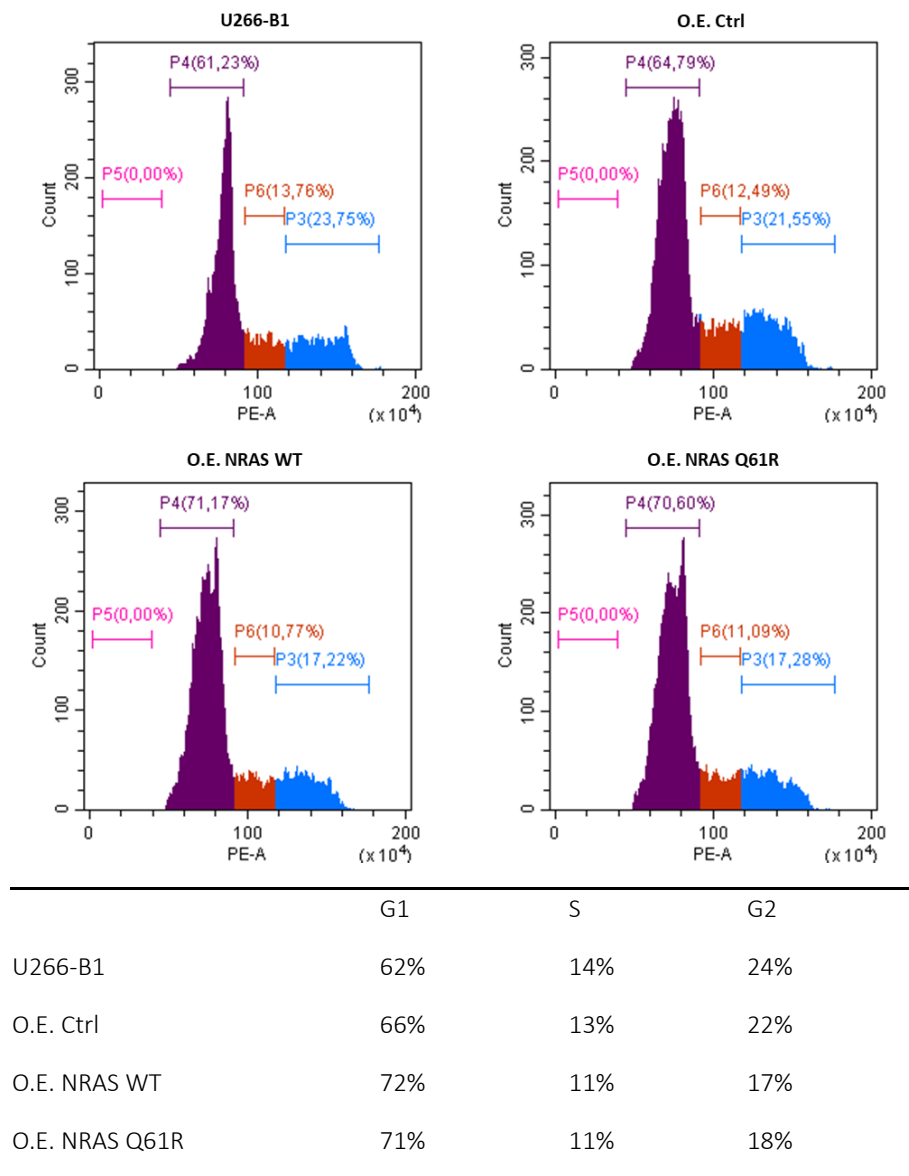 U266-B1
P4(61,23%)
P5(0,00%)
P6(13,76%)
P3(23,75%)
Count
300
200
100
0
0 100 200
PE-A (x10⁴)
O.E. Ctrl
P4(64,79%)
P5(0,00%)
P6(12,49%)
P3(21,55%)
Count
300
200
100
0
0 100 200
PE-A (x10⁴)
O.E. NRAS WT
P4(71,17%)
P5(0,00%)
P6(10,77%)
P3(17,22%)
Count
300
200
100
0
0 100 200
PE-A (x10⁴)
O.E. NRAS Q61R
P4(70,60%)
P5(0,00%)
P6(11,09%)
P3(17,28%)
Count
300
200
100
0
0 100 200
PE-A (x10⁴)
G1 S G2
U266-B1 62% 14% 24%
O.E. Ctrl 66% 13% 22%
O.E. NRAS WT 72% 11% 17%
O.E. NRAS Q61R 71% 11% 18%